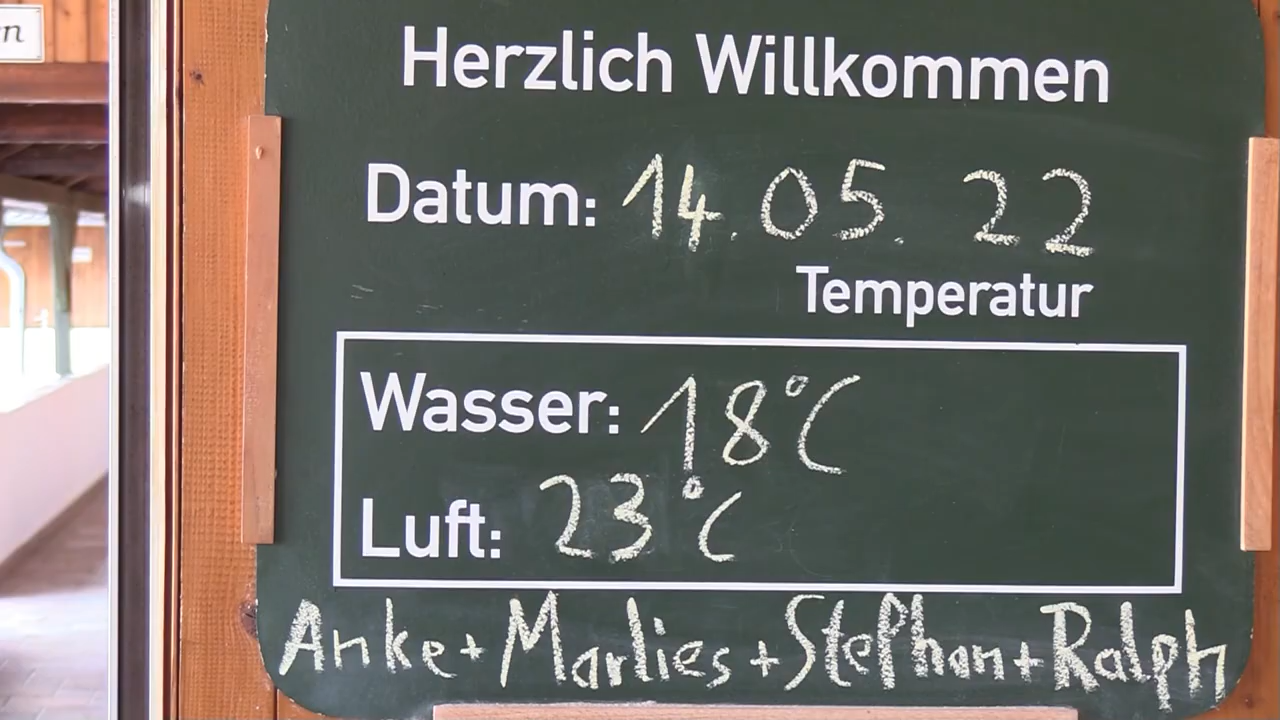 Herzlich Willkommen
Datum: 14.05.22
Temperatur
Wasser: 18°C
Luft: 23°C
Anke+Marlies+Stephan+Ralph